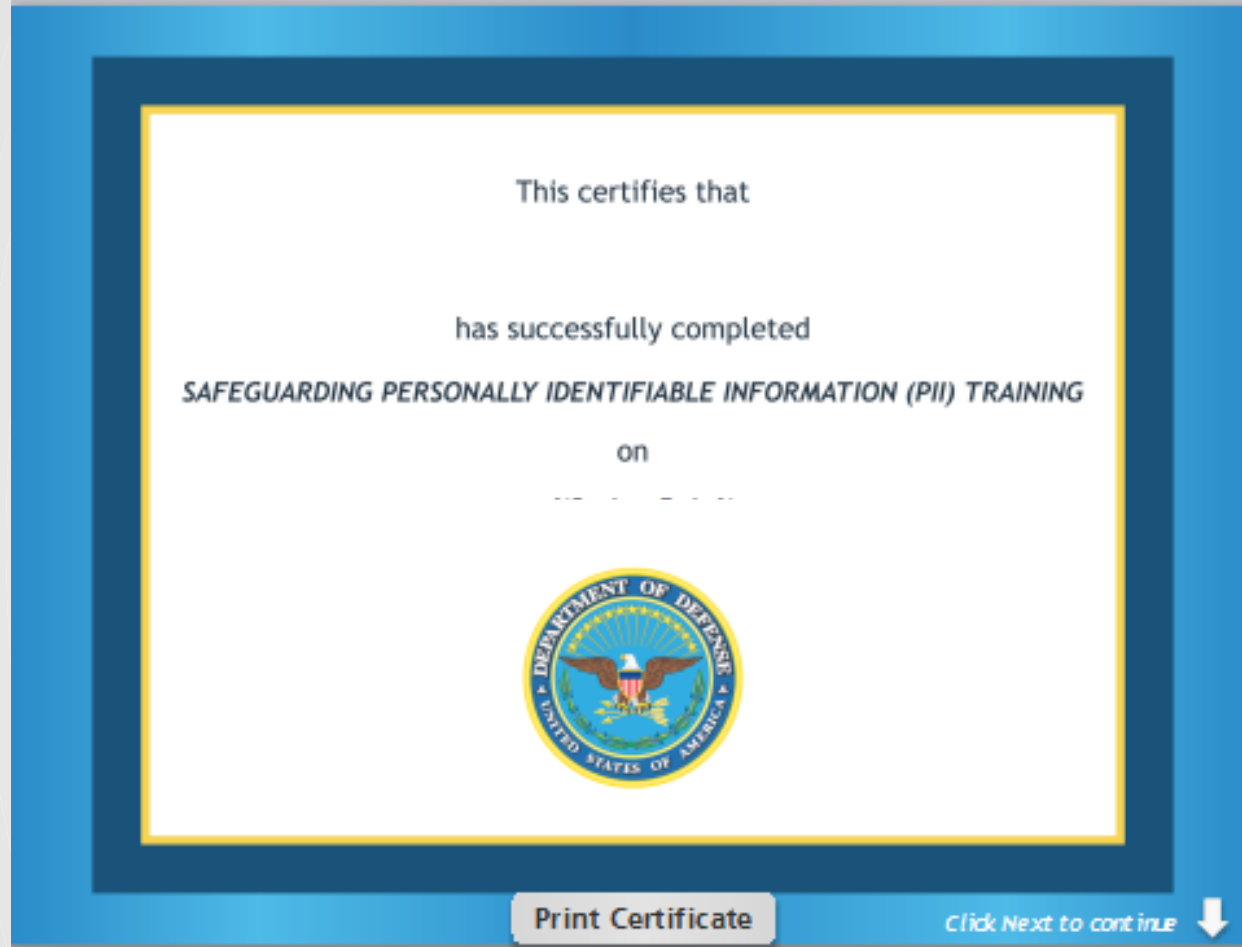 This certifies that
has successfully completed
SAFEGUARDING PERSONALLY IDENTIFIABLE INFORMATION (PII) TRAINING
on
DEPARTMENT OF DEFENSE
UNITED STATES OF AMERICA
Print Certificate
Click Next to continue